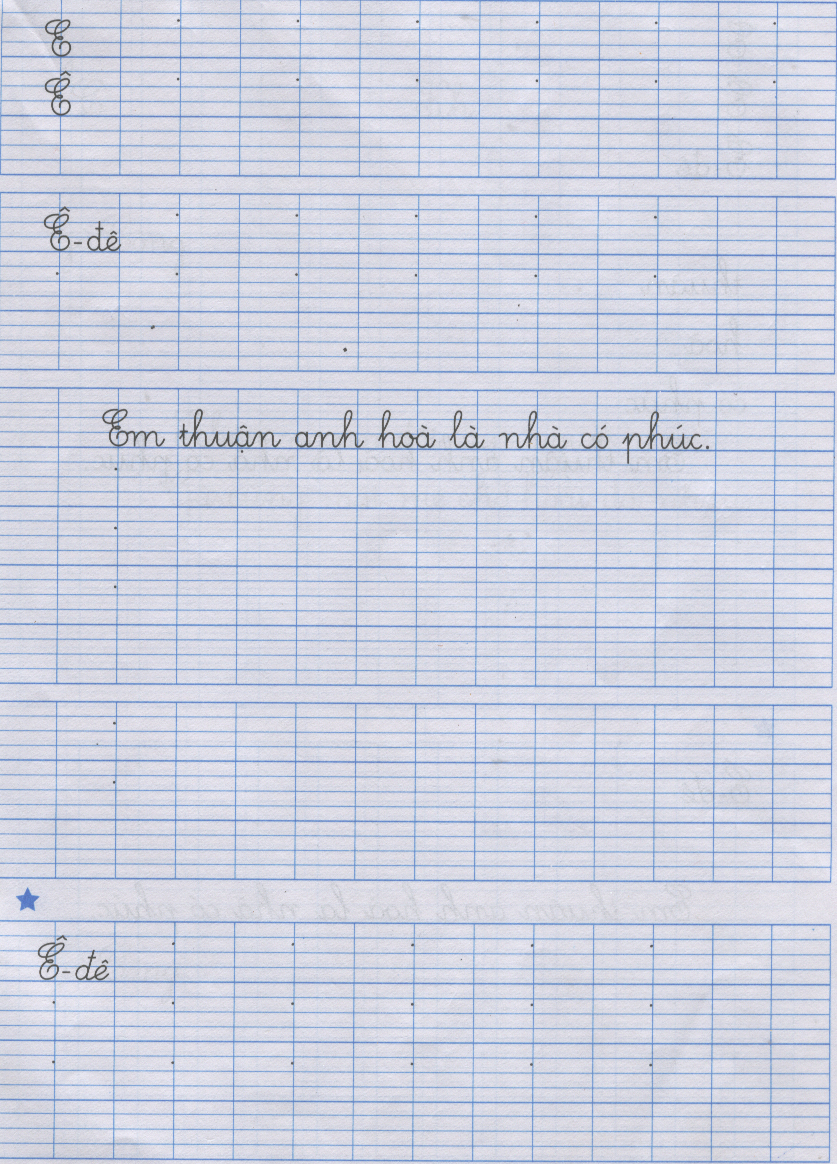 E
Ê
Ê-đê
Em thuận anh hoà là nhà có phúc.
Ê-đê